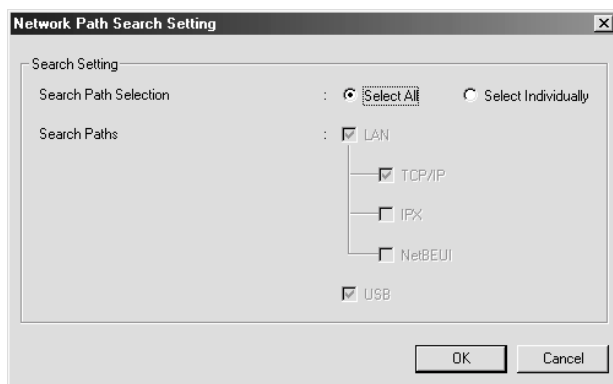 Network Path Search Setting
Search Setting
Search Path Selection : Select All Select Individually
Search Paths : LAN
TCP/IP
IPX
NetBEUI
USB
OK Cancel